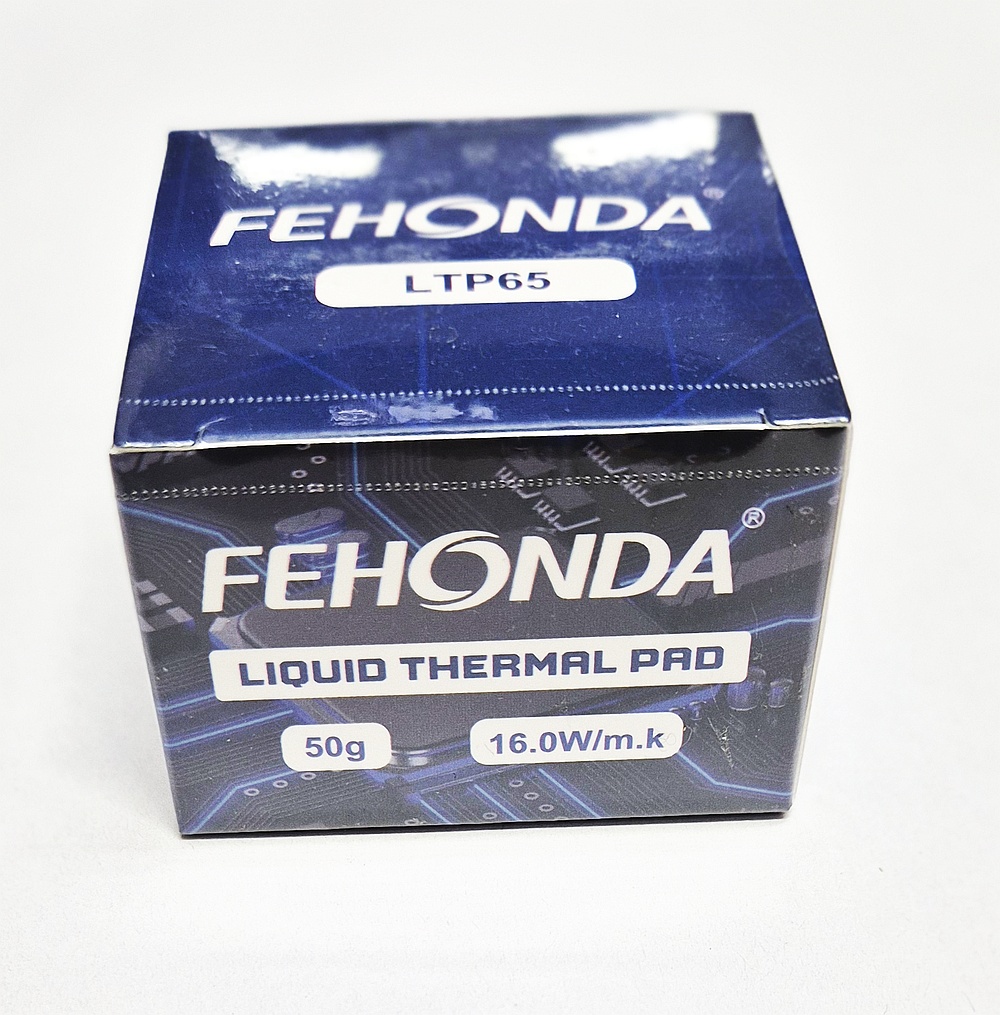 FEHONDA®
LTP65
FEHONDA®
LIQUID THERMAL PAD
50g
16.0W/m.k